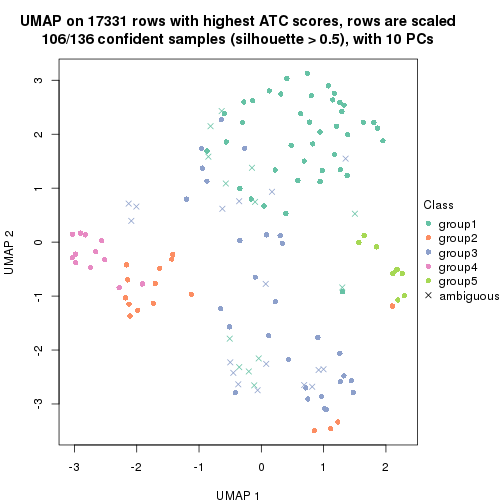 UMAP on 17331 rows with highest ATC scores, rows are scaled
106/136 confident samples (silhouette > 0.5), with 10 PCs
3
2
1
0
-1
-2
-3
UMAP 2
-3
-2
-1
0
1
2
UMAP 1
Class
group1
group2
group3
group4
group5
ambiguous